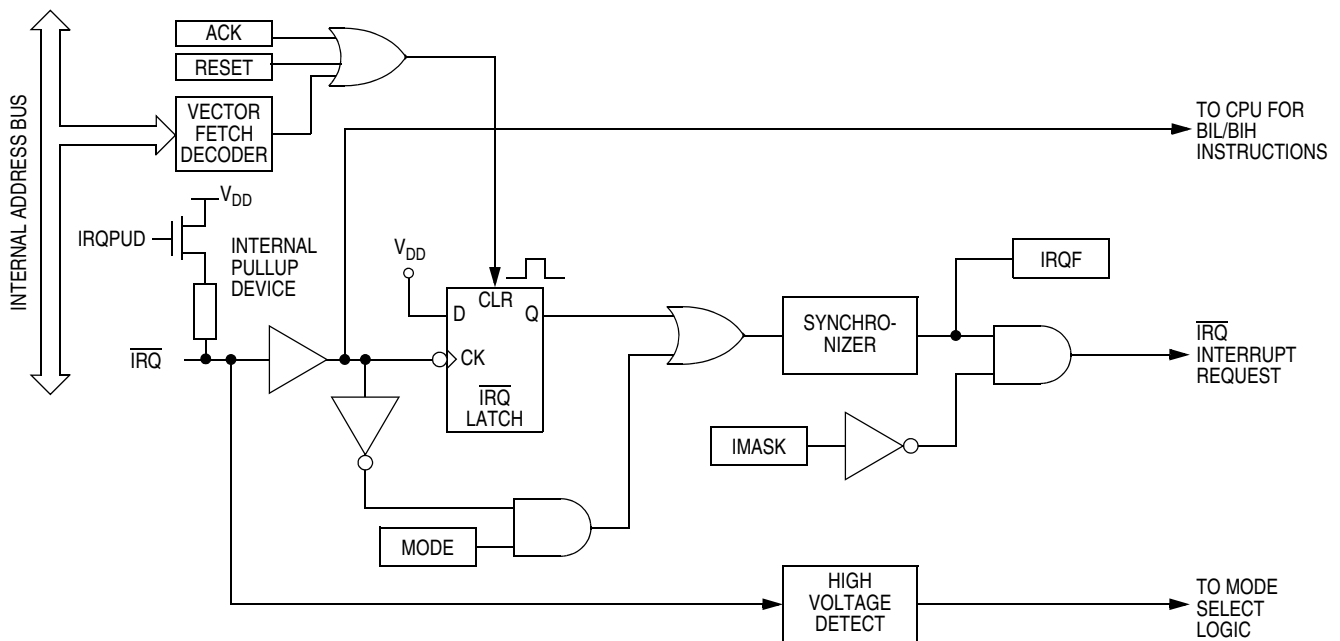 INTERNAL ADDRESS BUS
ACK
RESET
VECTOR
FETCH
DECODER
TO CPU FOR
BIL/BIH
INSTRUCTIONS
VDD
IRQPUD
INTERNAL
PULLUP
DEVICE
VDD
CLR
D
Q
CK
IRQ
LATCH
IRQ
SYNCHRO-
NIZER
IRQF
IRQ
INTERRUPT
REQUEST
IMASK
MODE
HIGH
VOLTAGE
DETECT
TO MODE
SELECT
LOGIC